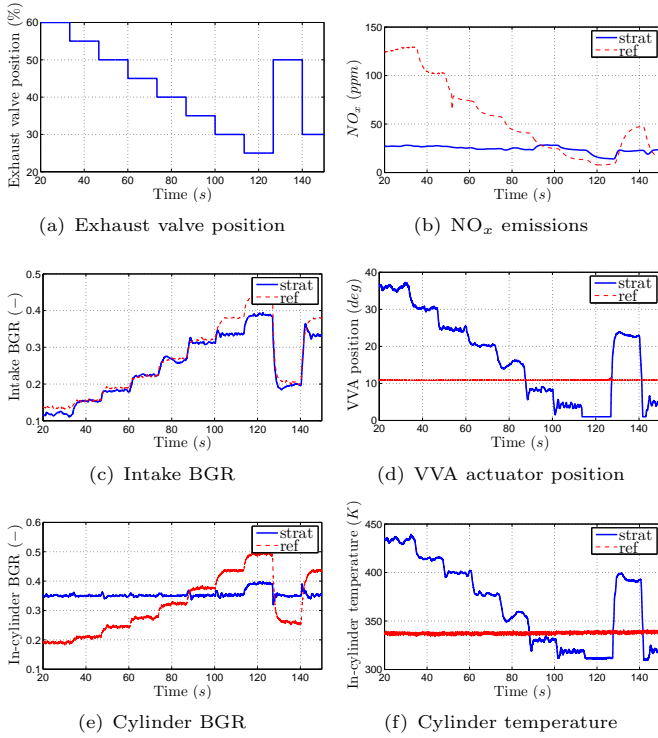 Exhaust valve position (%)
60
50
40
30
20
20 40 60 80 100 120 140
Time (s)
(a) Exhaust valve position
NOx (ppm)
150
100
50
0
20 40 60 80 100 120 140
Time (s)
strat
ref
(b) NOx emissions
Intake BGR (−)
0.5
0.4
0.3
0.2
0.1
20 40 60 80 100 120 140
Time (s)
strat
ref
(c) Intake BGR
VVA position (deg)
40
30
20
10
0
20 40 60 80 100 120 140
Time (s)
strat
ref
(d) VVA actuator position
In-cylinder BGR (−)
0.6
0.5
0.4
0.3
0.2
0.1
20 40 60 80 100 120 140
Time (s)
strat
ref
(e) Cylinder BGR
In-cylinder temperature (K)
450
400
350
300
20 40 60 80 100 120 140
Time (s)
strat
ref
(f) Cylinder temperature